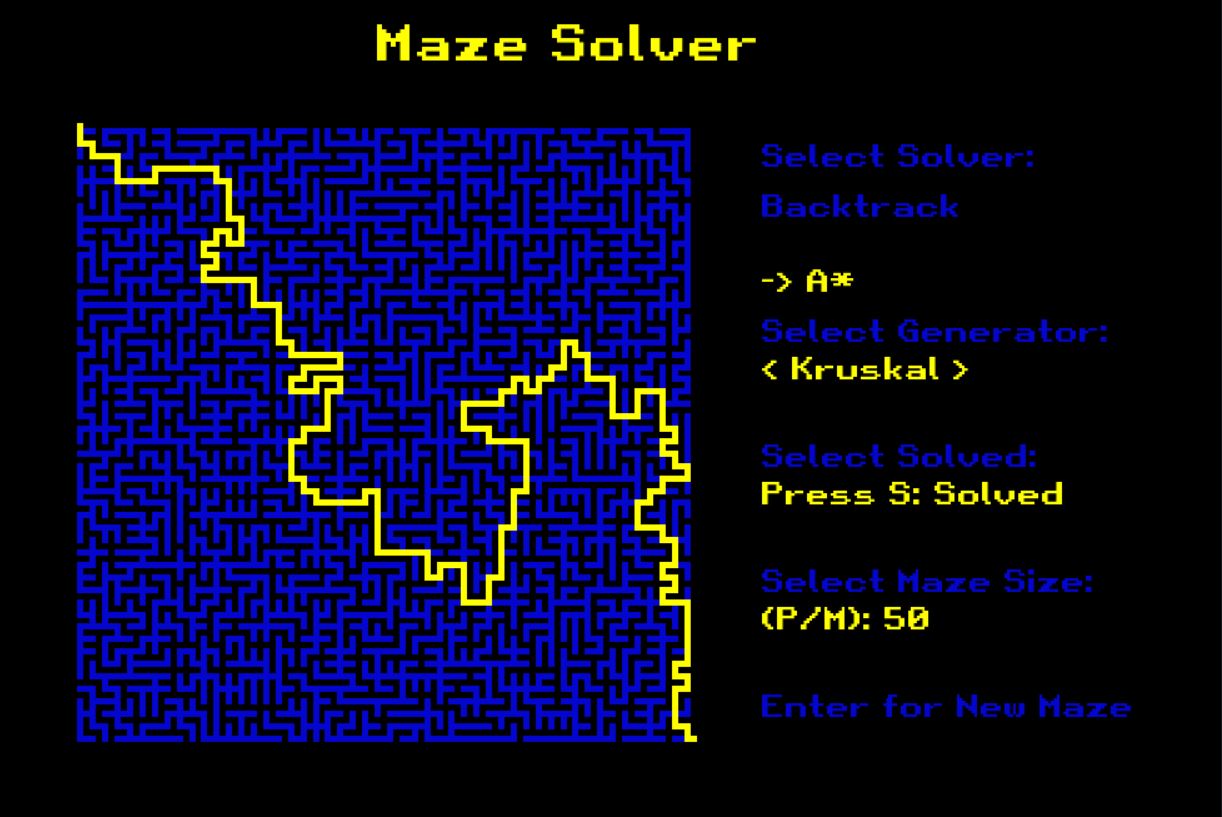 Maze Solver
Select Solver:
Backtrack
-> A*
Select Generator:
< Kruskal >
Select Solved:
Press S: Solved
Select Maze Size:
(P/M): 50
Enter for New Maze